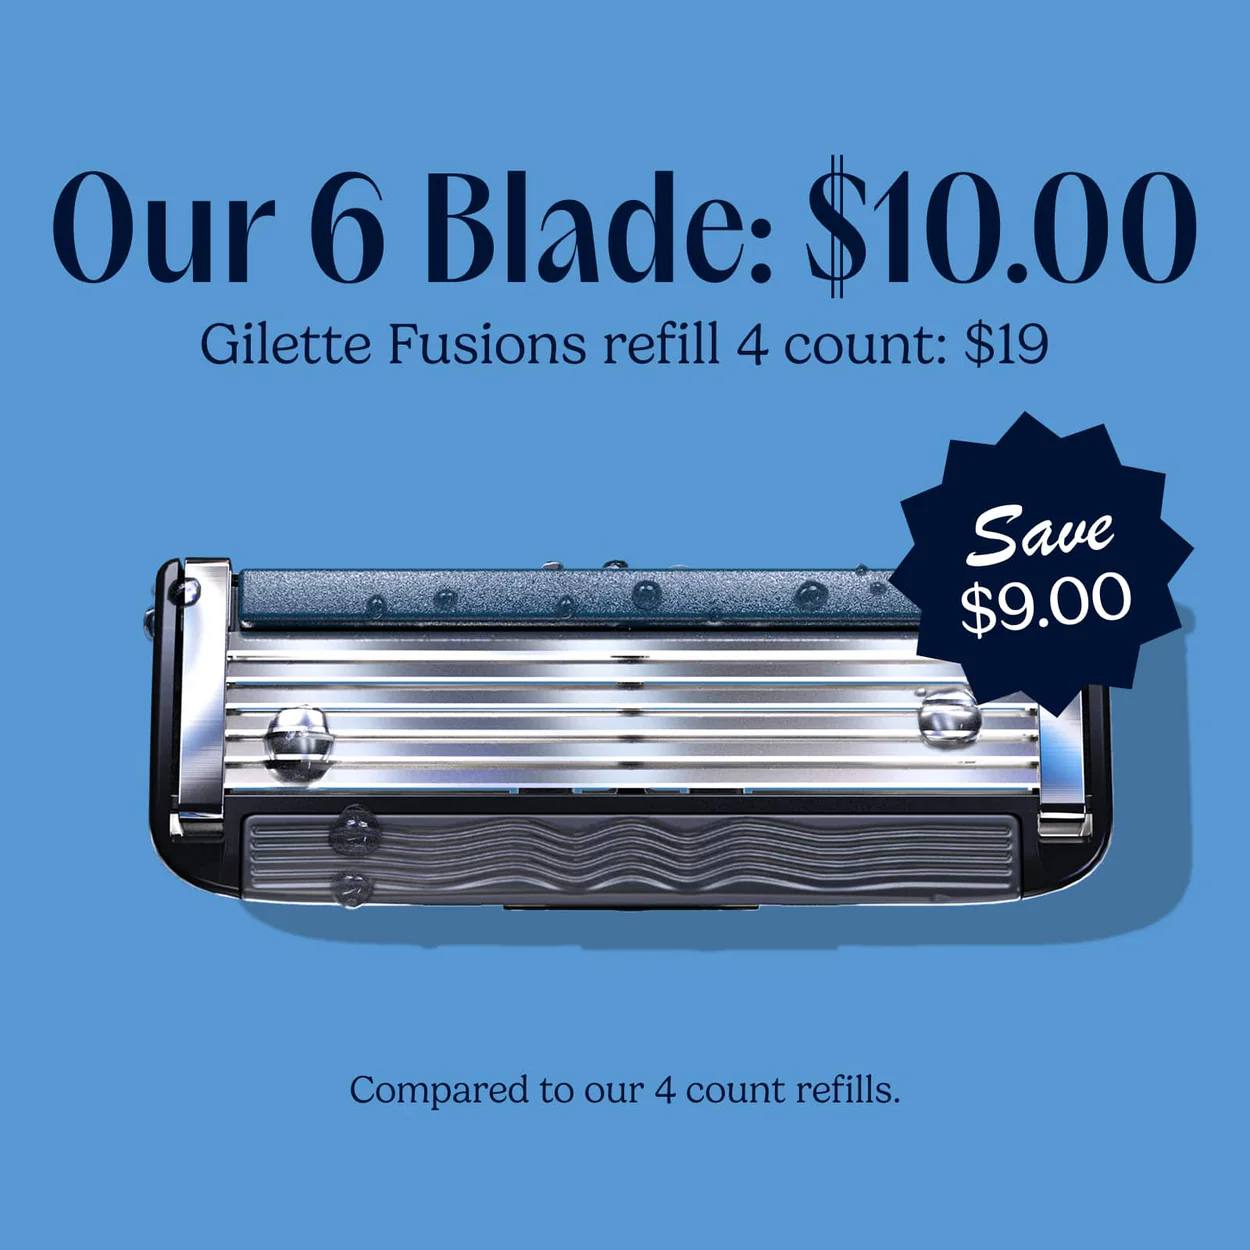 Our 6 Blade: $10.00
Gilette Fusions refill 4 count: $19
Save
$9.00
Compared to our 4 count refills.